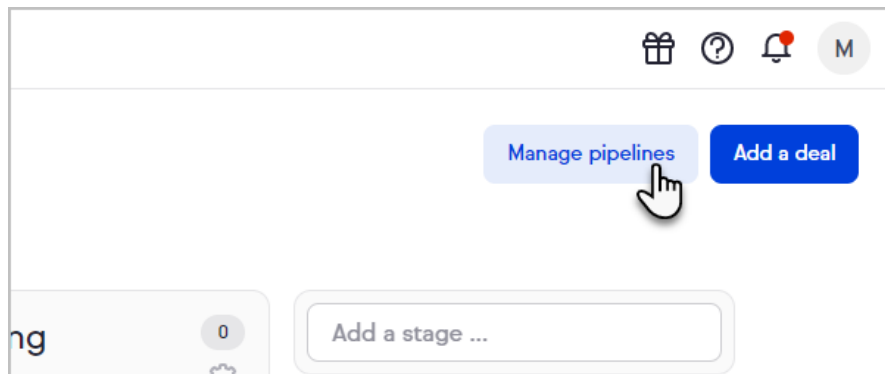 M
Manage pipelines
Add a deal
ng
0
Add a stage ...